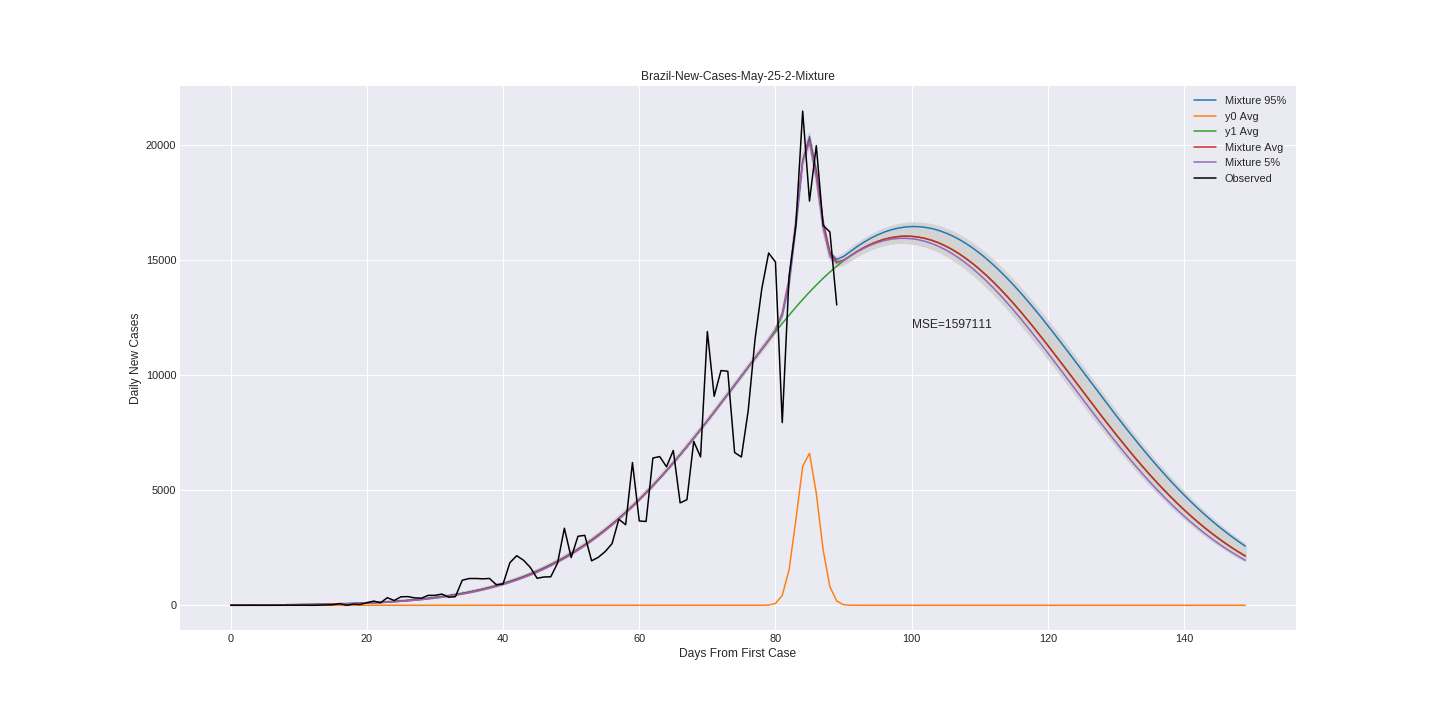 Brazil-New-Cases-May-25-2-Mixture
Mixture 95%
y0 Avg
y1 Avg
Mixture Avg
Mixture 5%
Observed
MSE=1597111
Daily New Cases
20000
15000
10000
5000
0
0 20 40 60 80 100 120 140
Days From First Case